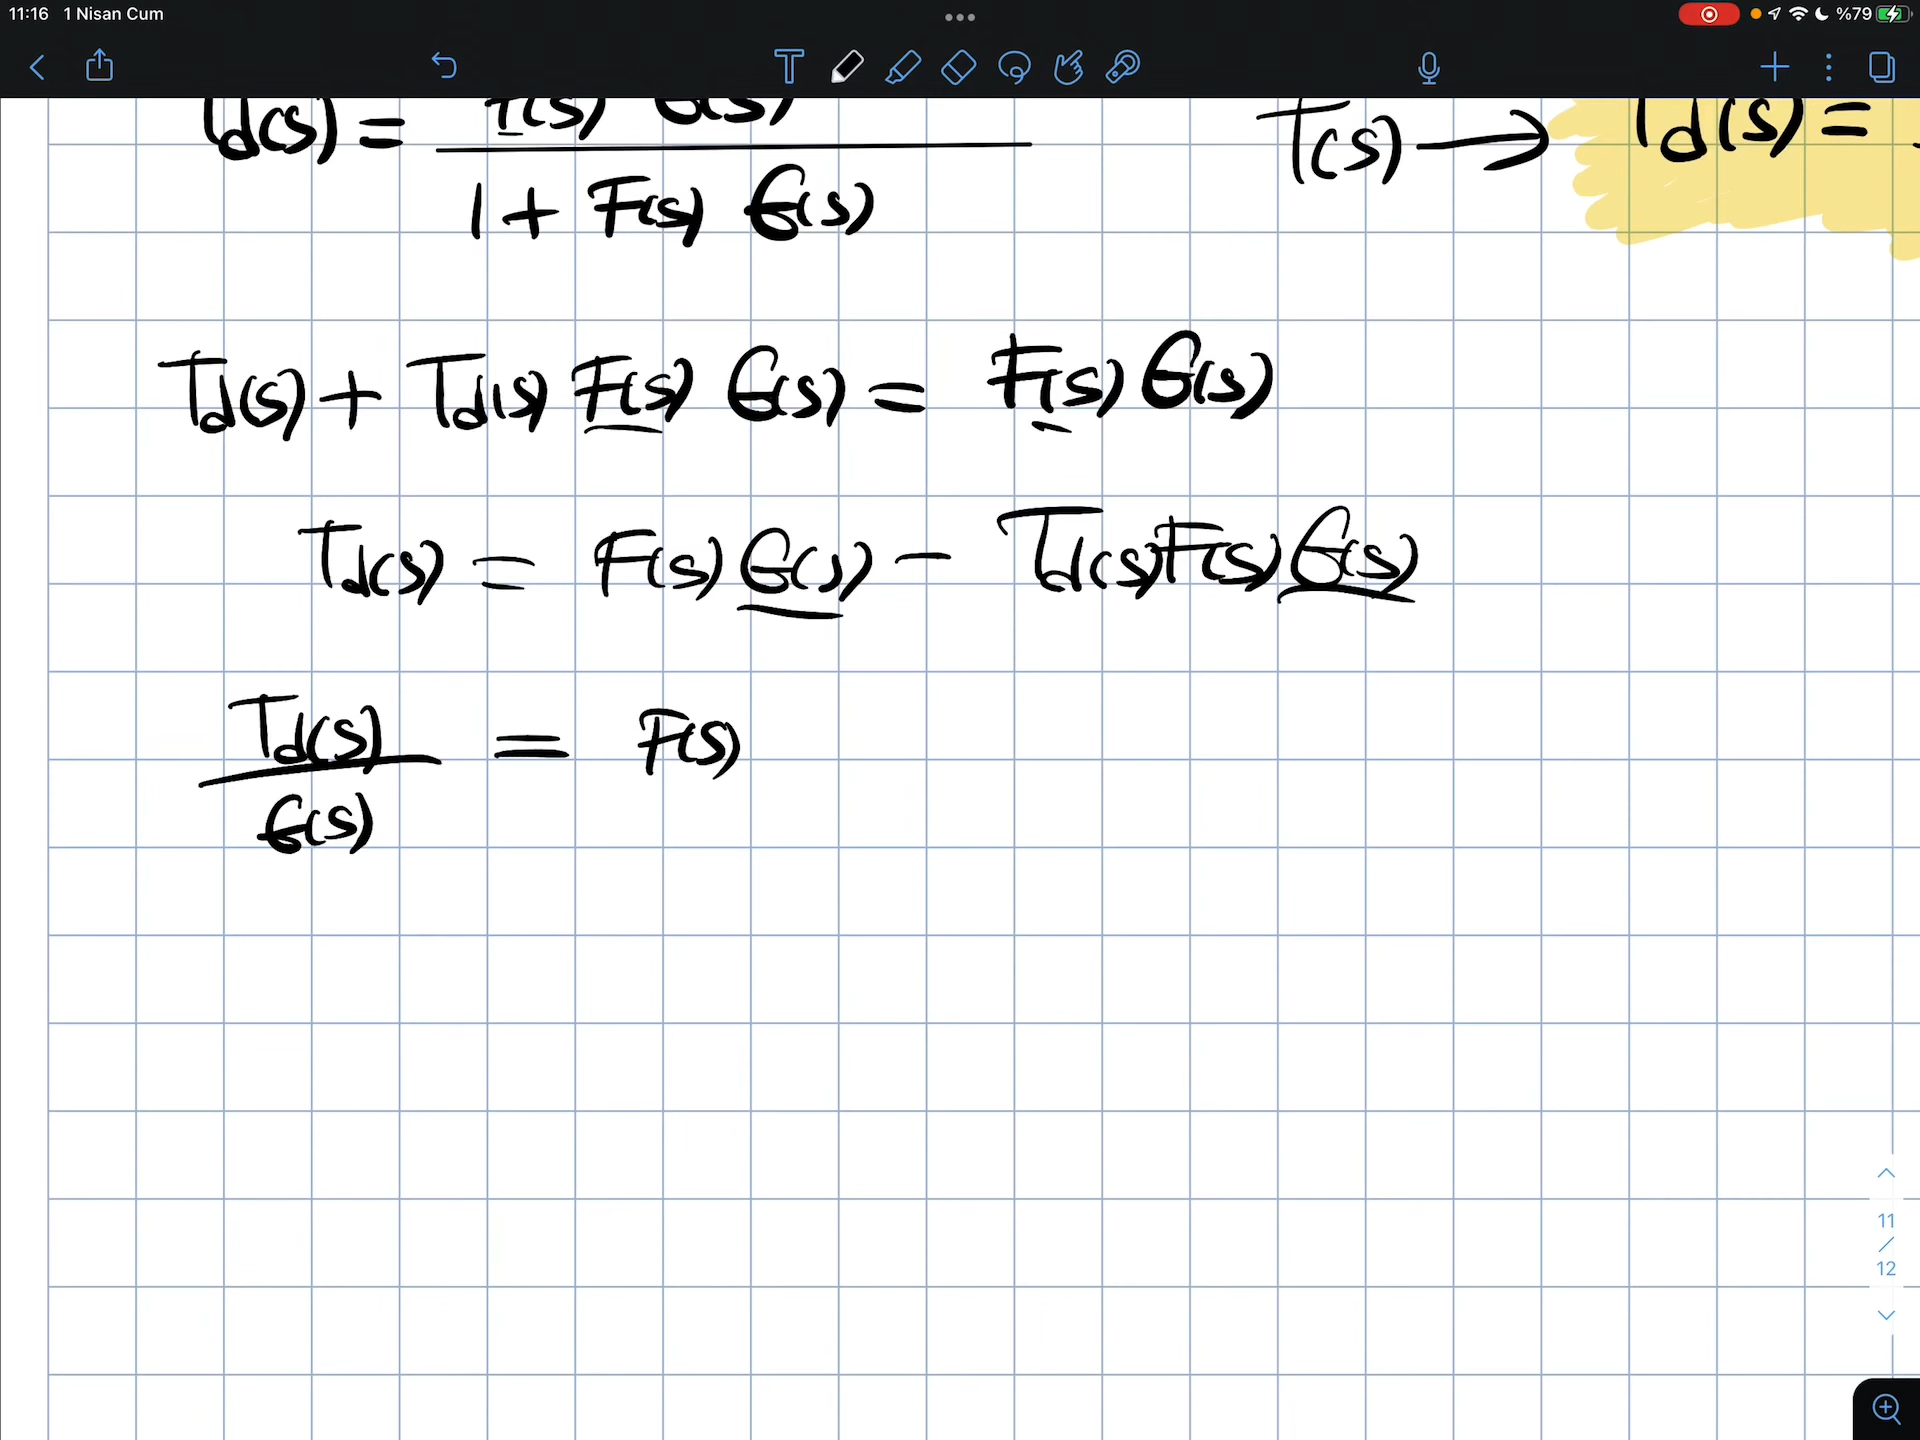 11:16 1 Nisan Cum
%79
Td(s) = F(s) G(s) / 1 + F(s) G(s)
T(s) → Td(s) =
Td(s) + Td(s) F(s) G(s) = F(s) G(s)
Td(s) = F(s) G(s) - Td(s) F(s) G(s)
Td(s) / G(s) = F(s)
11
/
12